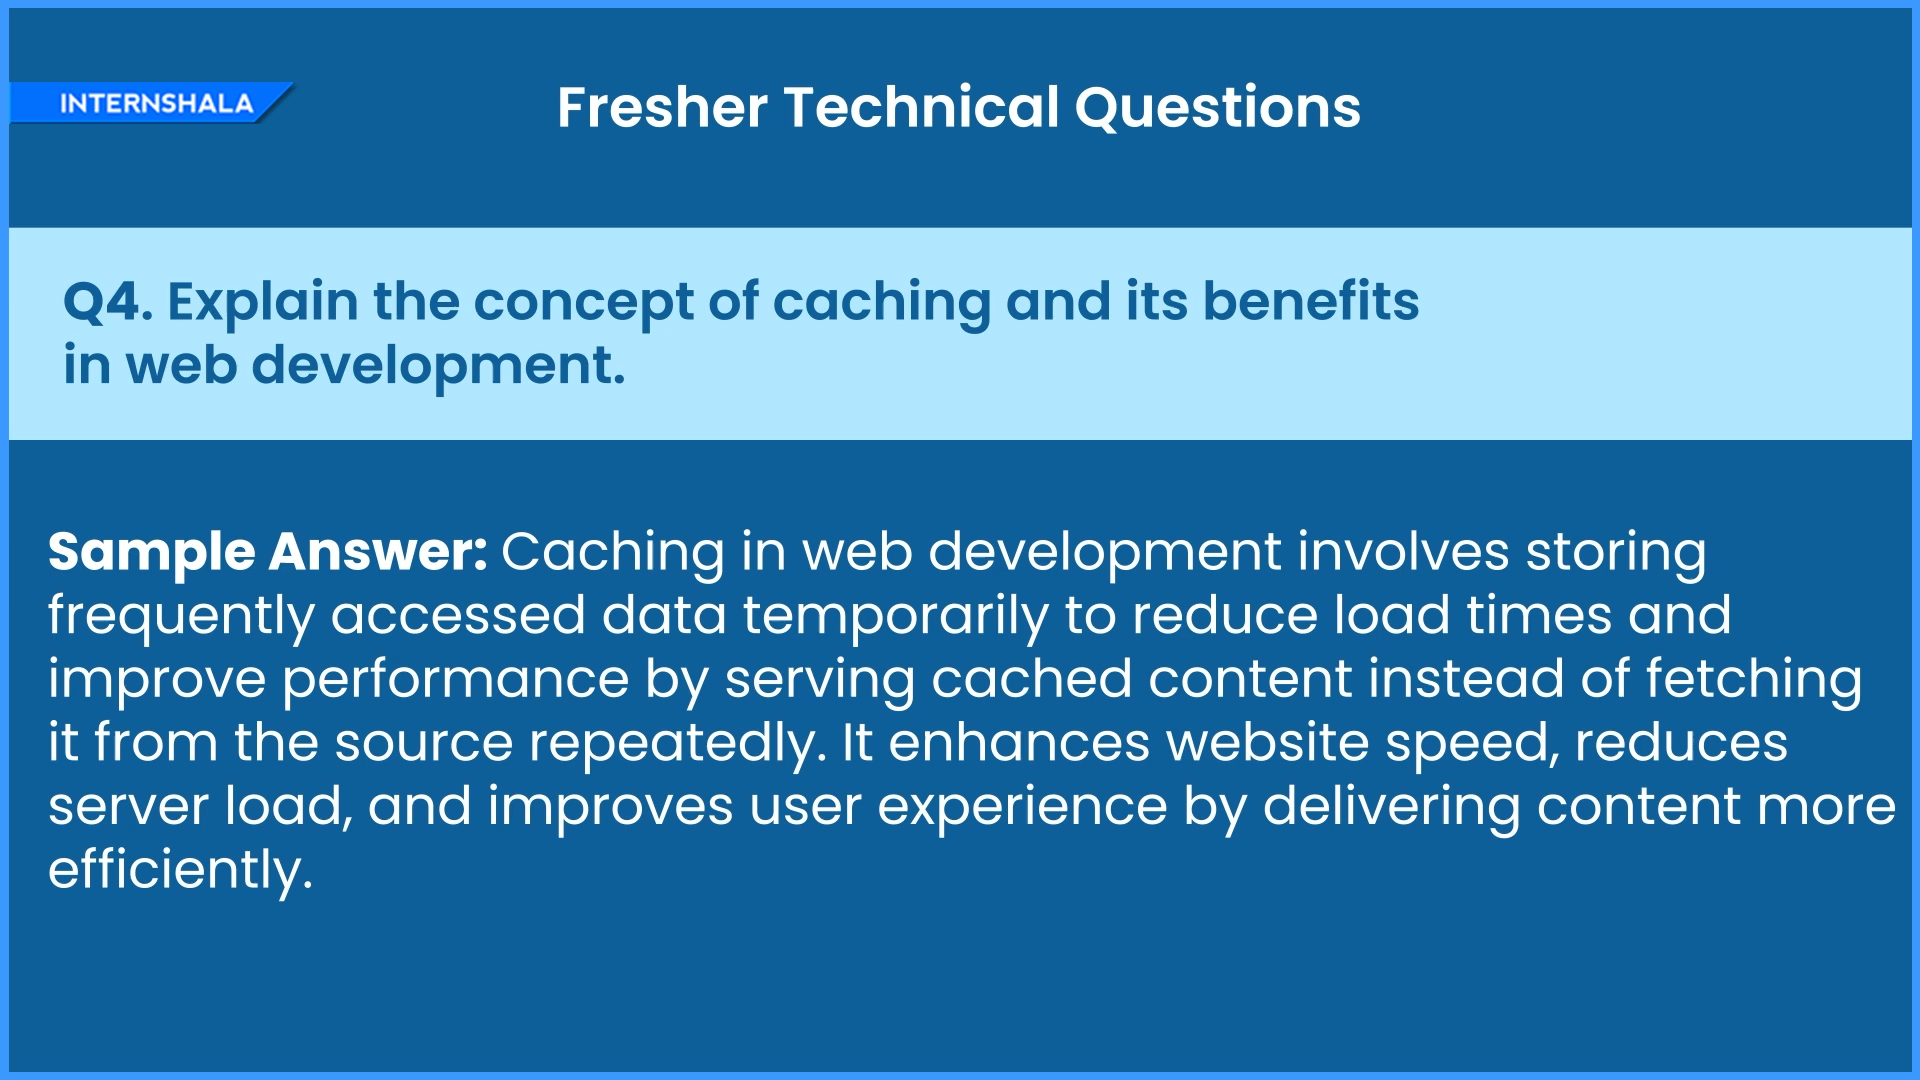 INTERNSHALA
Fresher Technical Questions
Q4. Explain the concept of caching and its benefits
in web development.
Sample Answer: Caching in web development involves storing
frequently accessed data temporarily to reduce load times and
improve performance by serving cached content instead of fetching
it from the source repeatedly. It enhances website speed, reduces
server load, and improves user experience by delivering content more
efficiently.